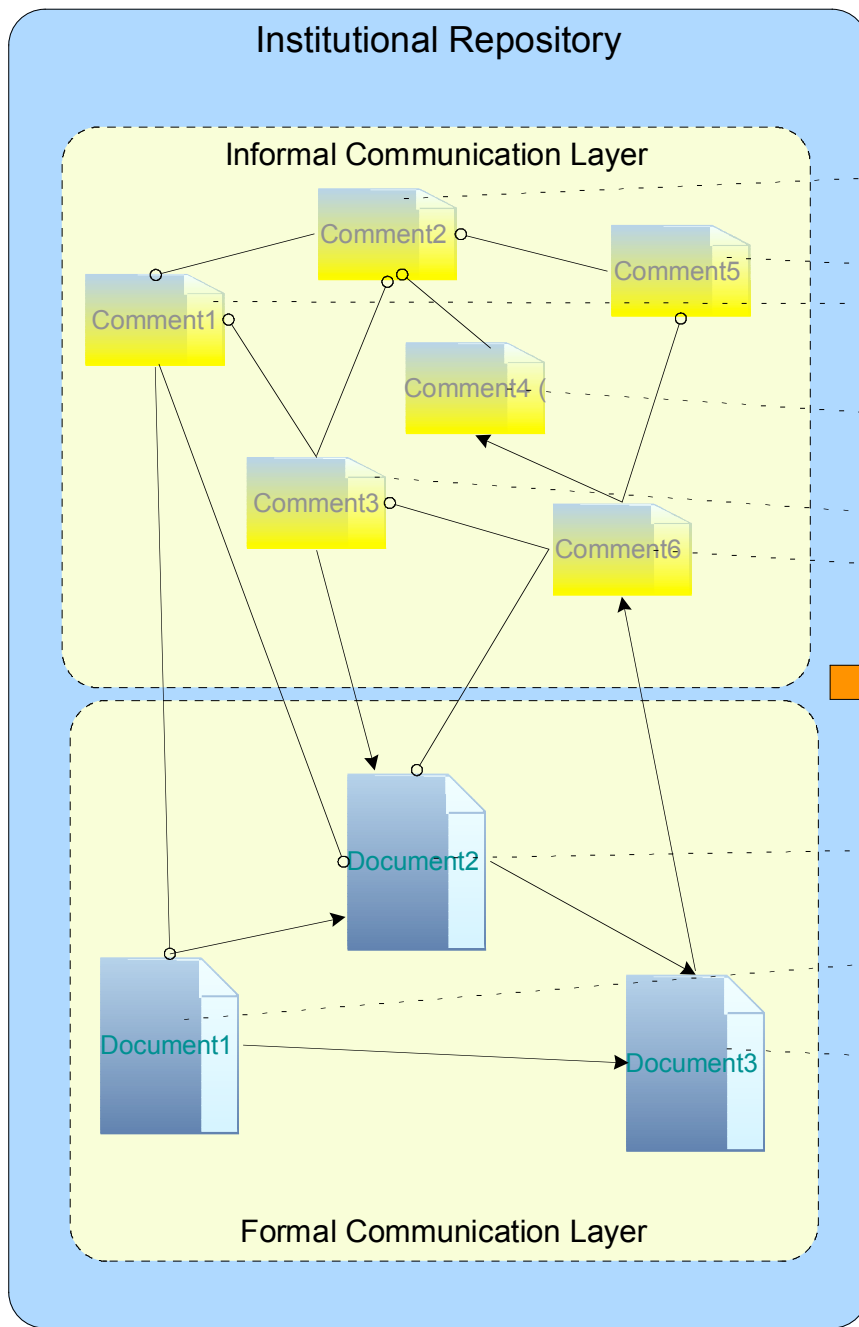 Institutional Repository
Informal Communication Layer
Comment2
Comment5
Comment1
Comment4 (
Comment3
Comment6
Document2
Document1
Document3
Formal Communication Layer